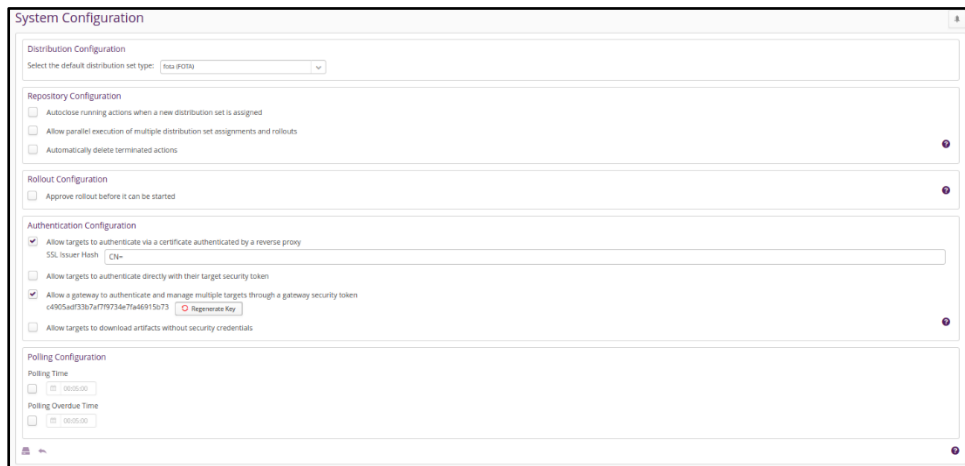 System Configuration
Distribution Configuration
Select the default distribution set type: fota (FOTA)
Repository Configuration
Autoclose running actions when a new distribution set is assigned
Allow parallel execution of multiple distribution set assignments and rollouts
Automatically delete terminated actions
Rollout Configuration
Approve rollout before it can be started
Authentication Configuration
Allow targets to authenticate via a certificate authenticated by a reverse proxy
SSL Issuer Hash CN=
Allow targets to authenticate directly with their target security token
Allow a gateway to authenticate and manage multiple targets through a gateway security token
c4905adf33b7af7f9734e7fa46915b73 Regenerate Key
Allow targets to download artifacts without security credentials
Polling Configuration
Polling Time
00:05:00
Polling Overdue Time
00:05:00